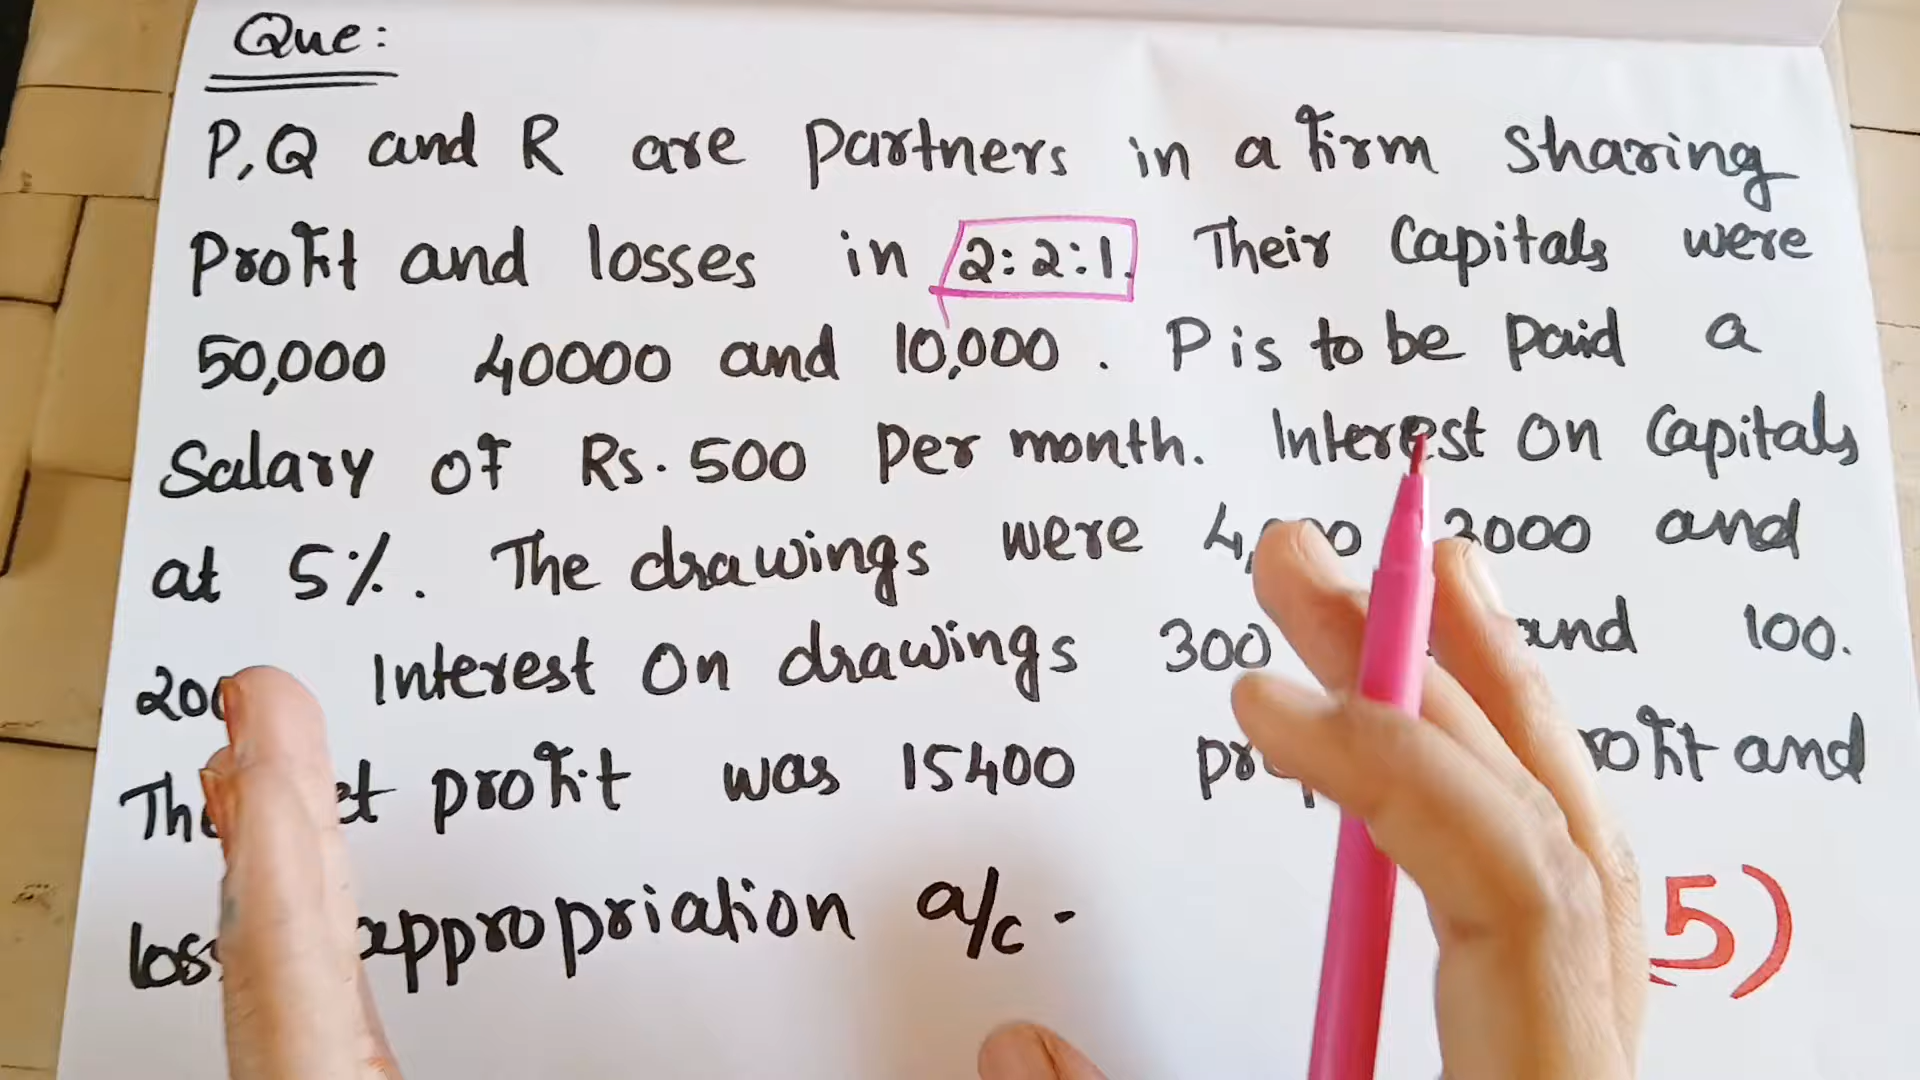 Que:
P,Q and R are partners in a firm sharing
Profit and losses in 2:2:1. Their Capitals were
50,000 40000 and 10,000. P is to be paid a
Salary of Rs. 500 Per month. Interest on Capitals
at 5%. The drawings were and
Interest on drawings 300 100.
profit was 15400 and
appropriation a/c.
5)